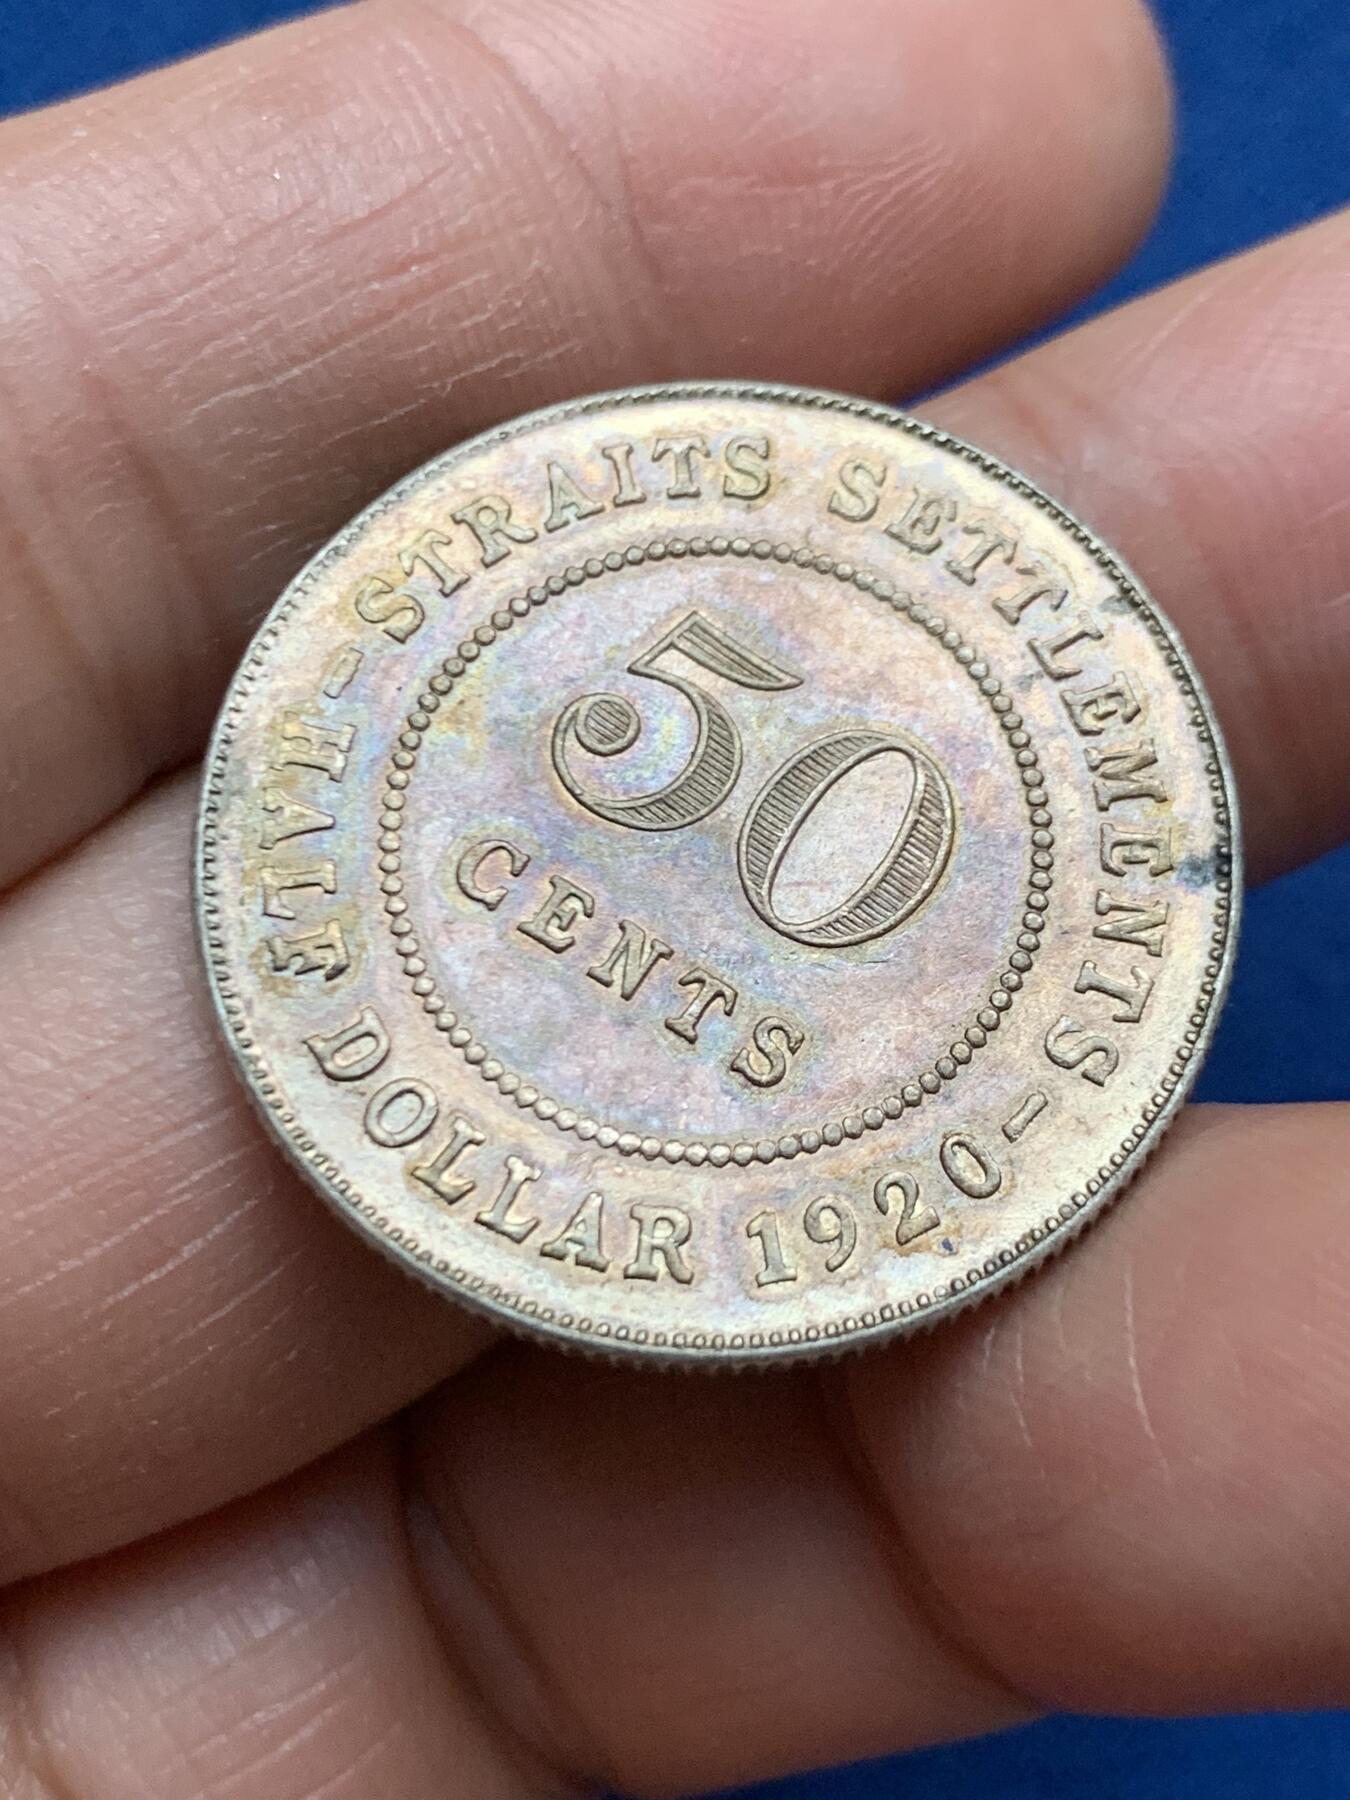 STRAITS SETTLEMENTS
50
CENTS
–HALF DOLLAR 1920–